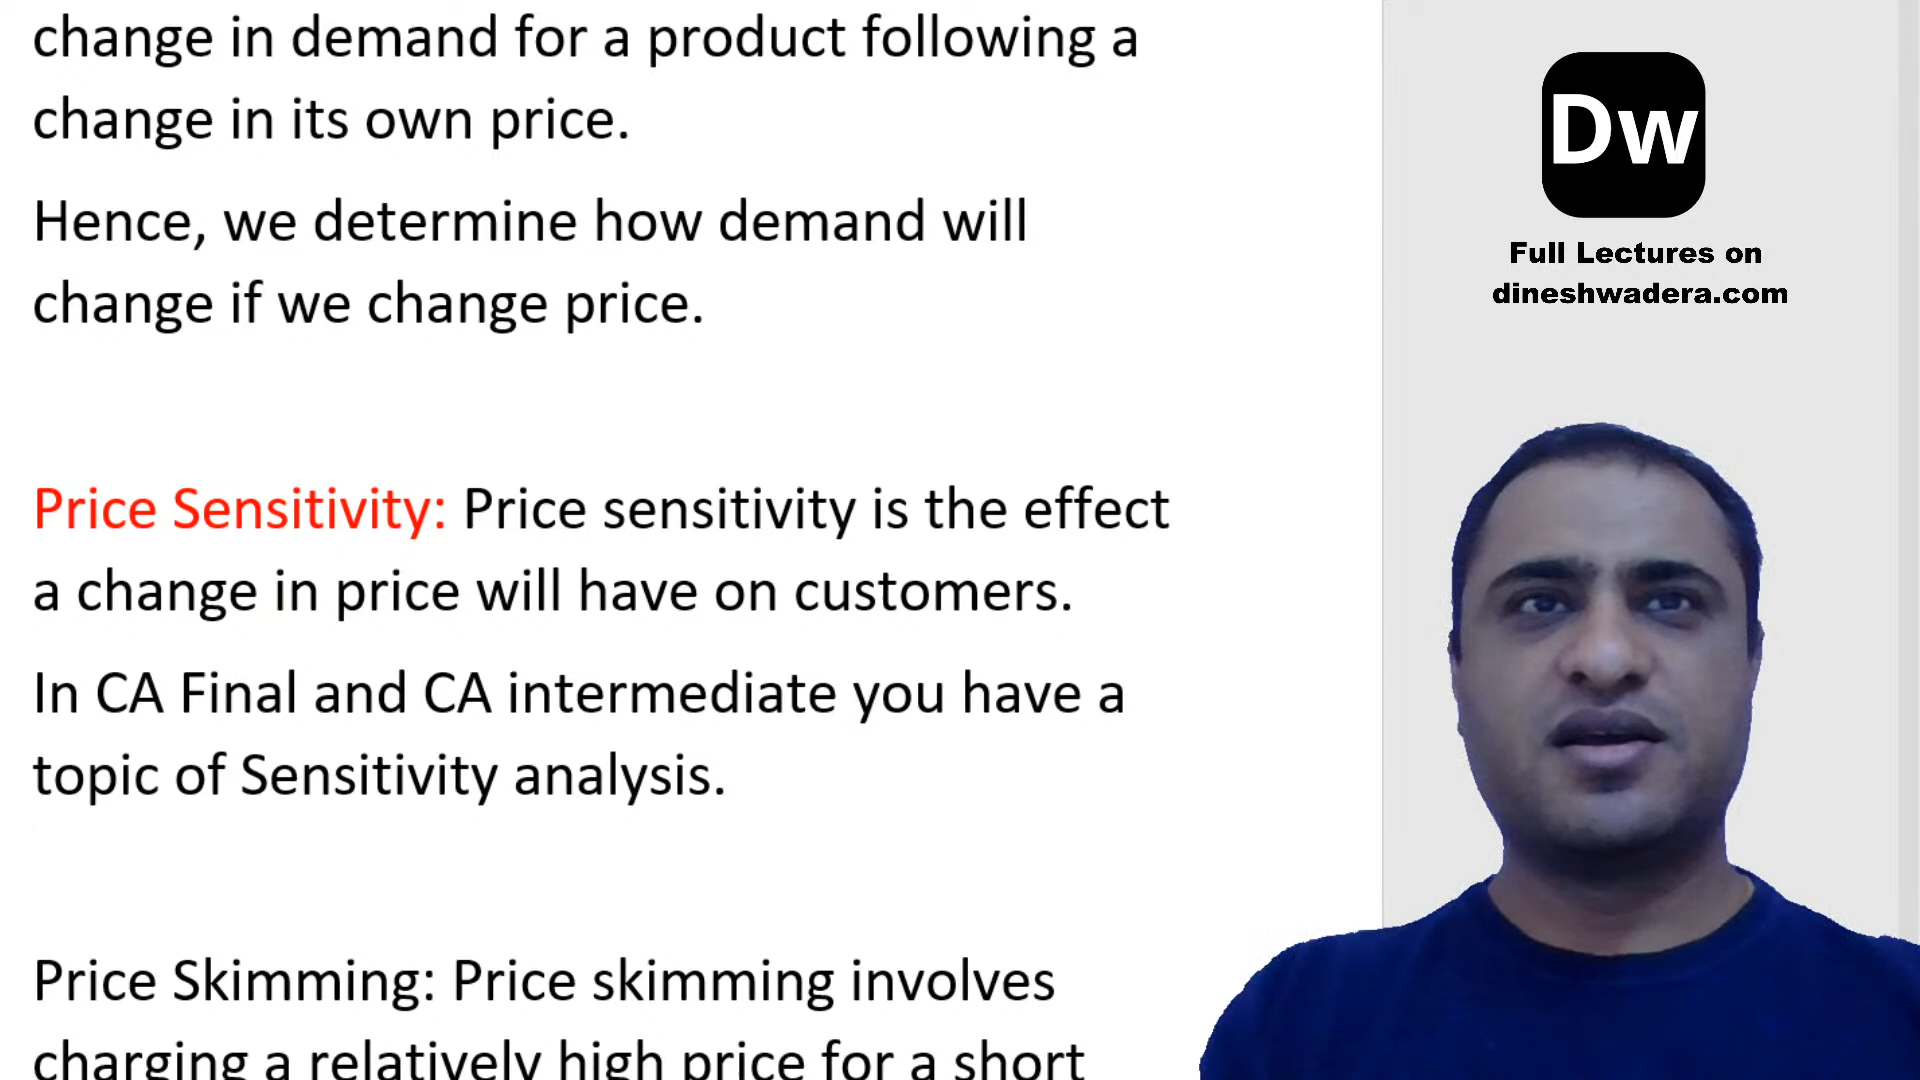 change in demand for a product following a
change in its own price.
Hence, we determine how demand will
change if we change price.
Price Sensitivity: Price sensitivity is the effect
a change in price will have on customers.
In CA Final and CA intermediate you have a
topic of Sensitivity analysis.
Price Skimming: Price skimming involves
charging a relatively high price for a short
Dw
Full Lectures on
dineshwadera.com